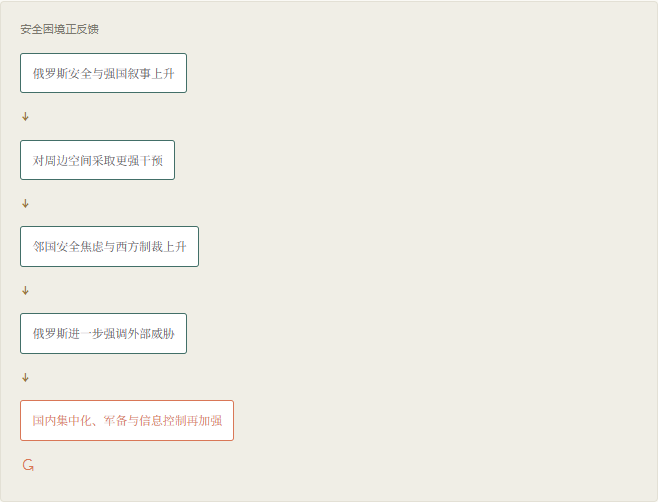 安全困境正反馈
俄罗斯安全与强国叙事上升
↓
对周边空间采取更强干预
↓
邻国安全焦虑与西方制裁上升
↓
俄罗斯进一步强调外部威胁
↓
国内集中化、军备与信息控制再加强